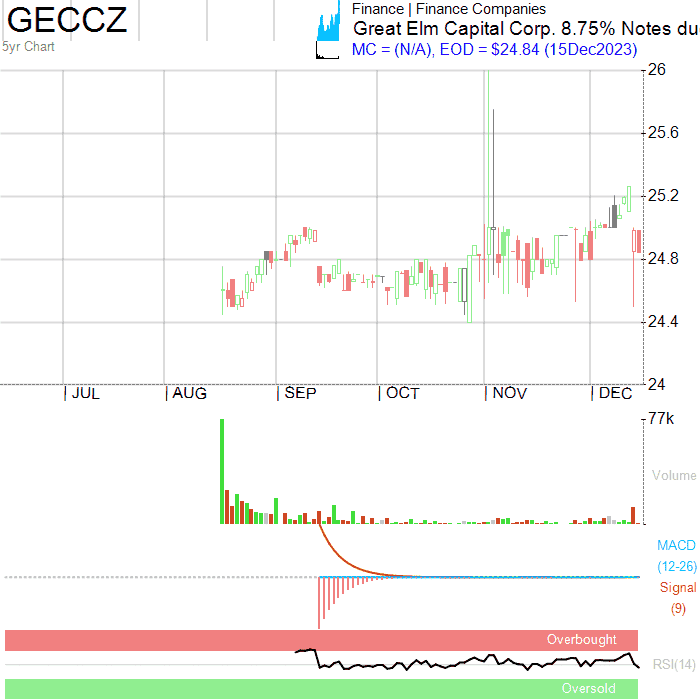 GECCZ
5yr Chart
Finance | Finance Companies
Great Elm Capital Corp. 8.75% Notes du
MC = (N/A), EOD = $24.84 (15Dec2023)
26
25.6
25.2
24.8
24.4
24
JUL
AUG
SEP
OCT
NOV
DEC
77k
Volume
MACD
(12-26)
Signal
(9)
Overbought
RSI(14)
Oversold